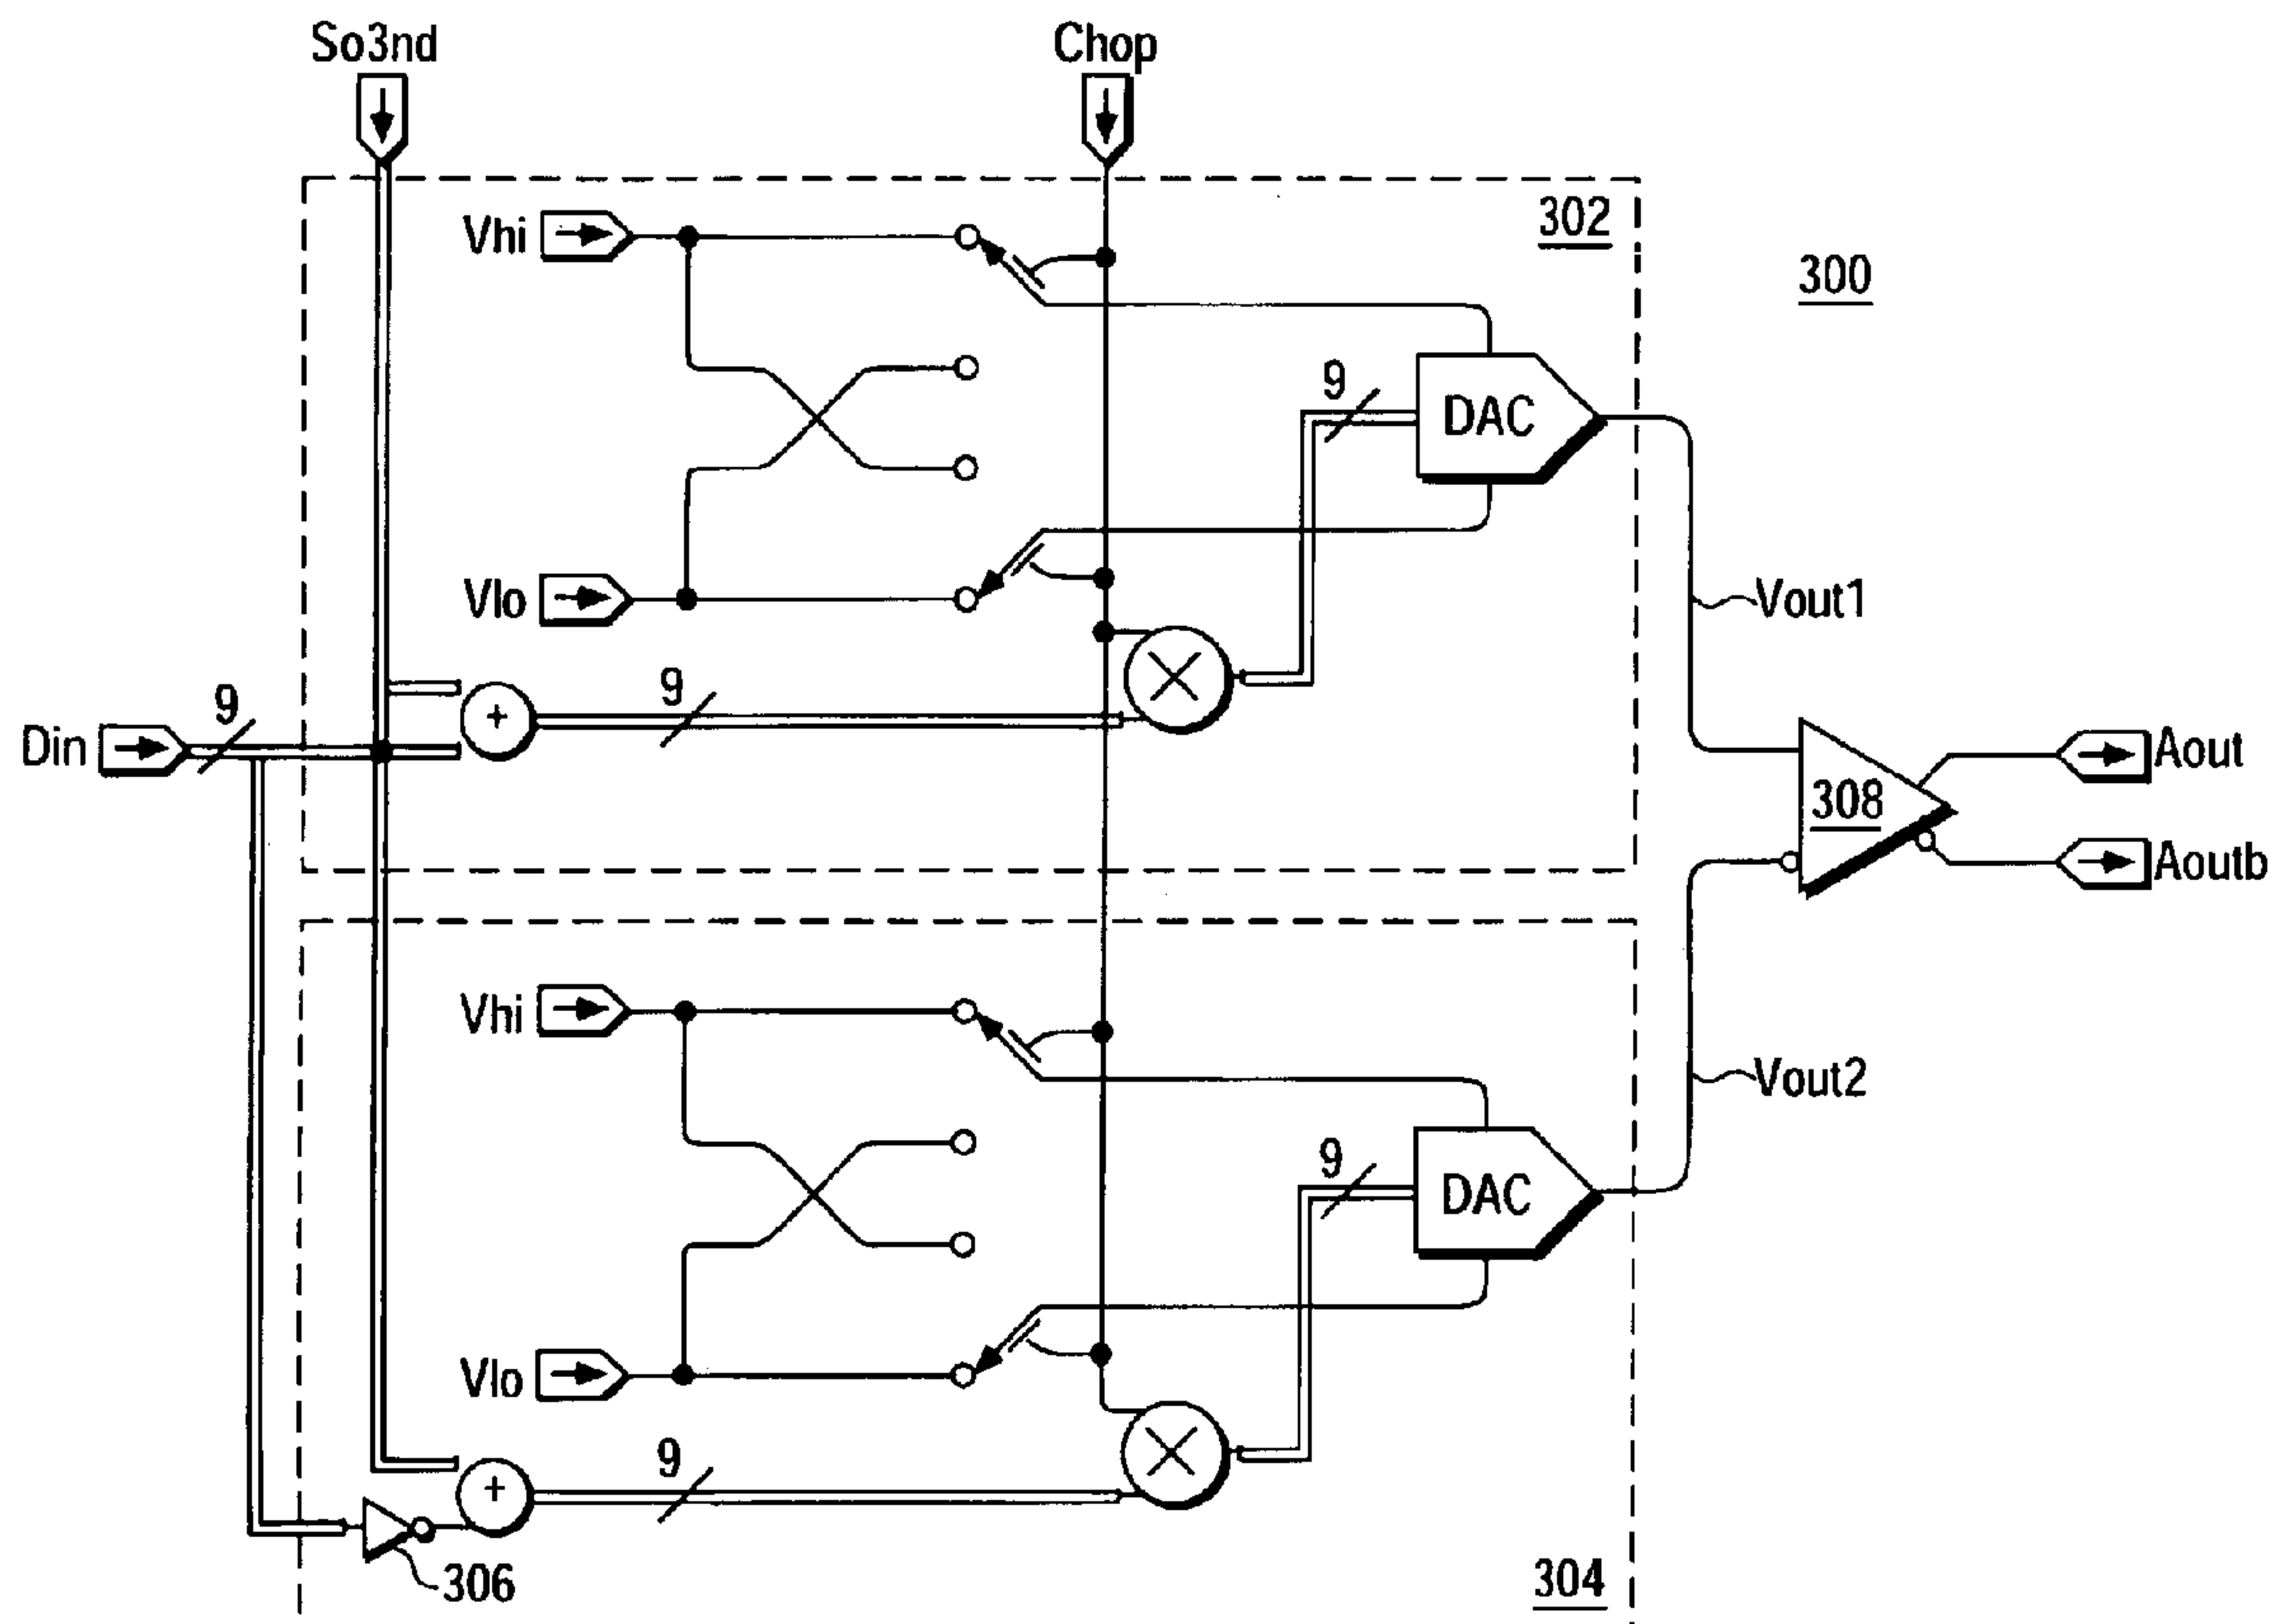 So3nd
Chop
302
300
Vhi
9
DAC
Vlo
Vout1
9
9
Din
+
Aout
308
Aoutb
Vhi
Vout2
9
DAC
Vlo
9
+
306
304